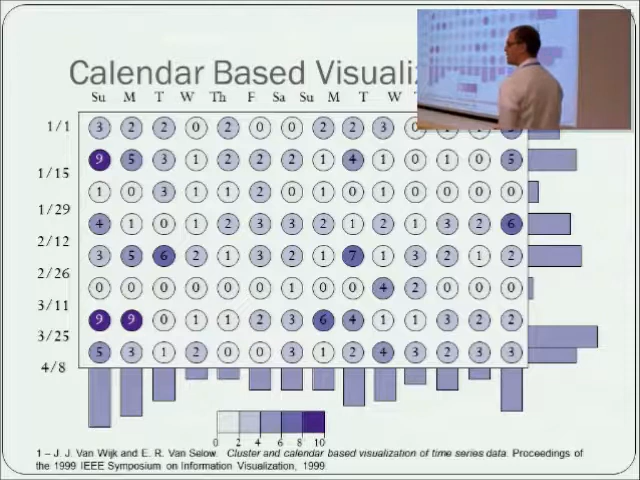 Calendar Based Visuali
Su M T W Th F Sa Su M T W
1/1 3 2 2 0 2 0 0 2 2 3
9 5 3 1 2 2 2 1 4 1 0 1 0 5
1/15
1 0 3 1 1 2 0 1 0 1 0 0 0 0
1/29
4 1 0 1 2 3 3 2 1 2 1 3 2 6
2/12
3 5 6 2 1 3 2 1 7 1 3 2 1 2
2/26
0 0 0 0 0 0 1 0 0 4 2 0 0 0
3/11
9 9 0 1 1 2 3 6 4 1 1 3 2 2
3/25
5 3 1 2 0 0 3 1 2 4 3 2 3 3
4/8
0 2 4 6 8 10
1 – J. J. Van Wijk and E. R. Van Selow. Cluster and calendar based visualization of time series data. Proceedings of
the 1999 IEEE Symposium on Information Visualization, 1999